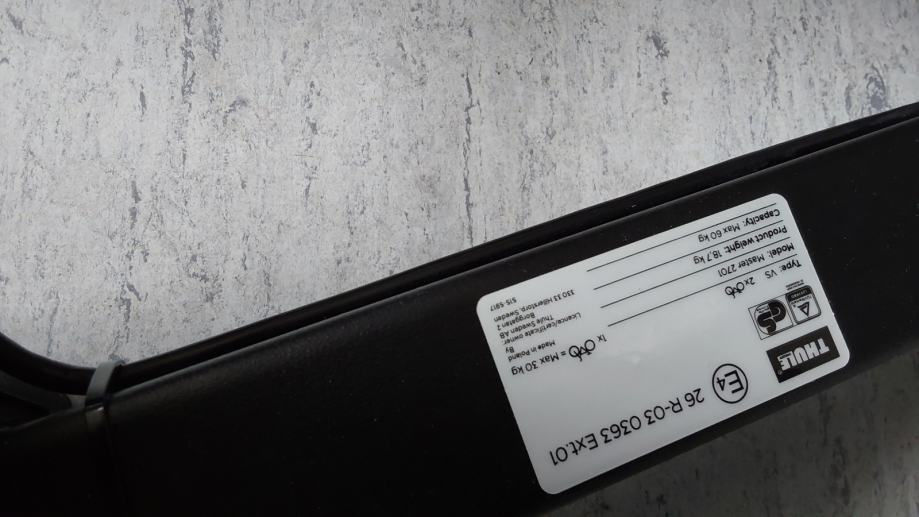 THULE
E4
26 R-03 0363 Ext.01
Type: VS 2x
1x = Max 30 kg
Model: Master 2701
Product weight: 18.7 kg
Capacity: Max 60 kg
Made in Poland
By
Thule Sweden AB
Licence/certificate owner:
Borggatan 2
330 33 Hillerstorp, Sweden
515-5917